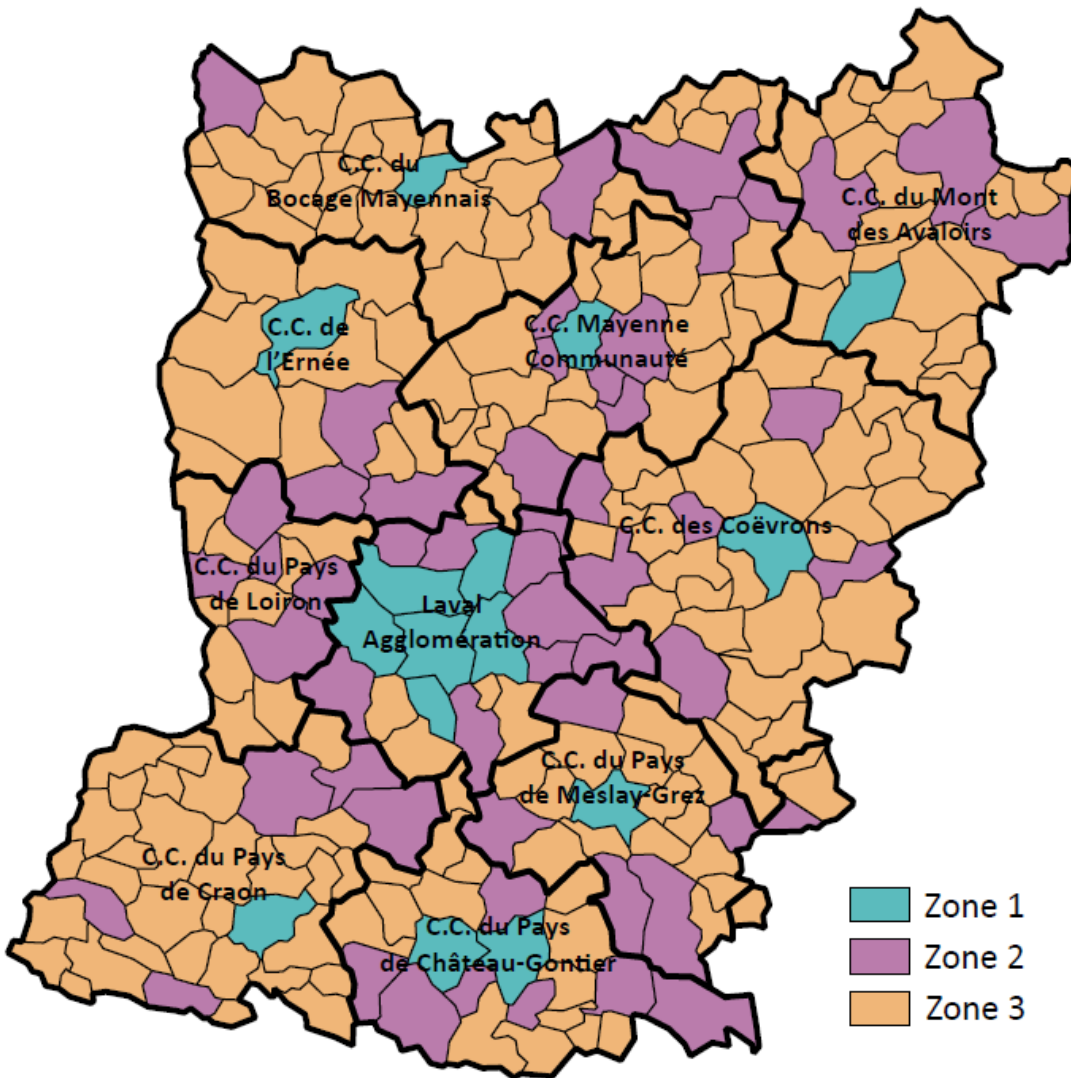 C.C. du
Bocage Mayennais
C.C. du Mont
des Avaloirs
C.C. de
l'Ernée
C.C. Mayenne
Communauté
C.C. des Coëvrons
C.C. du Pays
de Loiron
Laval
Agglomération
C.C. du Pays
de Meslay-Grez
C.C. du Pays
de Craon
C.C. du Pays
de Château-Gontier
Zone 1
Zone 2
Zone 3